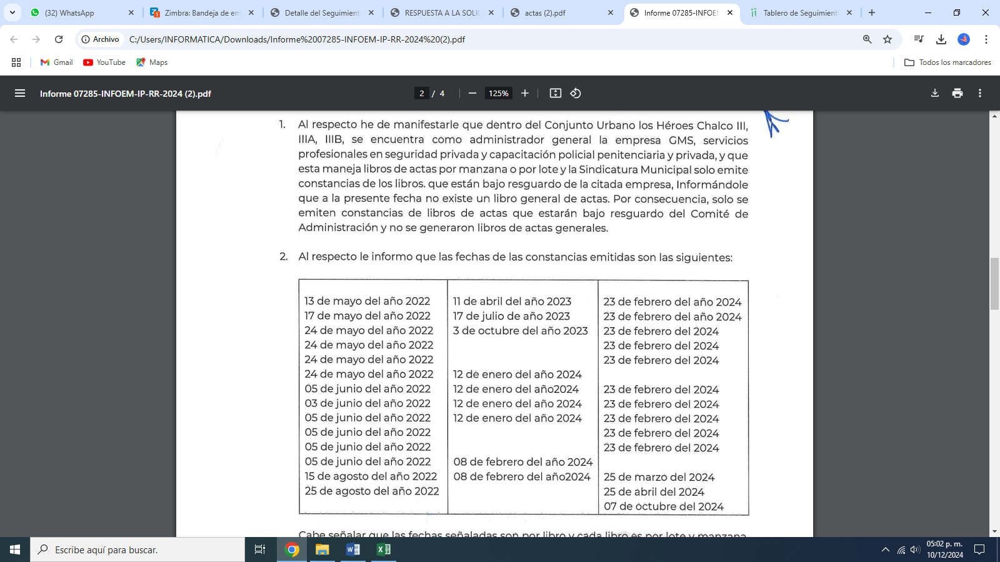 (32) WhatsApp
Zimbra: Bandeja de en
Detalle del Seguimient
RESPUESTA A LA SOLIC
actas (2).pdf
Informe 07285-INFOEM
Tablero de Seguimient
Archivo
C:/Users/INFORMATICA/Downloads/Informe%2007285-INFOEM-IP-RR-2024%20(2).pdf
Gmail
YouTube
Maps
Todos los marcadores
Informe 07285-INFOEM-IP-RR-2024 (2).pdf
2 / 4
125%
1. Al respecto he de manifestarle que dentro del Conjunto Urbano los Héroes Chalco III,
IIIA, IIIB, se encuentra como administrador general la empresa GMS, servicios
profesionales en seguridad privada y capacitación policial penitenciaria y privada, y que
esta maneja libros de actas por manzana o por lote y la Sindicatura Municipal solo emite
constancias de los libros. que están bajo resguardo de la citada empresa, Informándole
que a la presente fecha no existe un libro general de actas. Por consecuencia, solo se
emiten constancias de libros de actas que estarán bajo resguardo del Comité de
Administración y no se generaron libros de actas generales.
2. Al respecto le informo que las fechas de las constancias emitidas son las siguientes:
13 de mayo del año 2022
17 de mayo del año 2022
24 de mayo del año 2022
24 de mayo del año 2022
24 de mayo del año 2022
24 de mayo del año 2022
05 de junio del año 2022
03 de junio del año 2022
05 de junio del año 2022
05 de junio del año 2022
05 de junio del año 2022
05 de junio del año 2022
15 de agosto del año 2022
25 de agosto del año 2022
11 de abril del año 2023
17 de julio de año 2023
3 de octubre del año 2023
12 de enero del año 2024
12 de enero del año2024
12 de enero del año 2024
12 de enero del año 2024
08 de febrero del año 2024
08 de febrero del año2024
23 de febrero del año 2024
23 de febrero del año 2024
23 de febrero del 2024
23 de febrero del 2024
23 de febrero del 2024
23 de febrero del 2024
23 de febrero del 2024
23 de febrero del 2024
23 de febrero del 2024
23 de febrero del 2024
25 de marzo del 2024
25 de abril del 2024
07 de octubre del 2024
Cabe señalar que las fechas señaladas son por libro y cada libro es por lote y manzana
Escribe aquí para buscar.
05:02 p. m.
10/12/2024